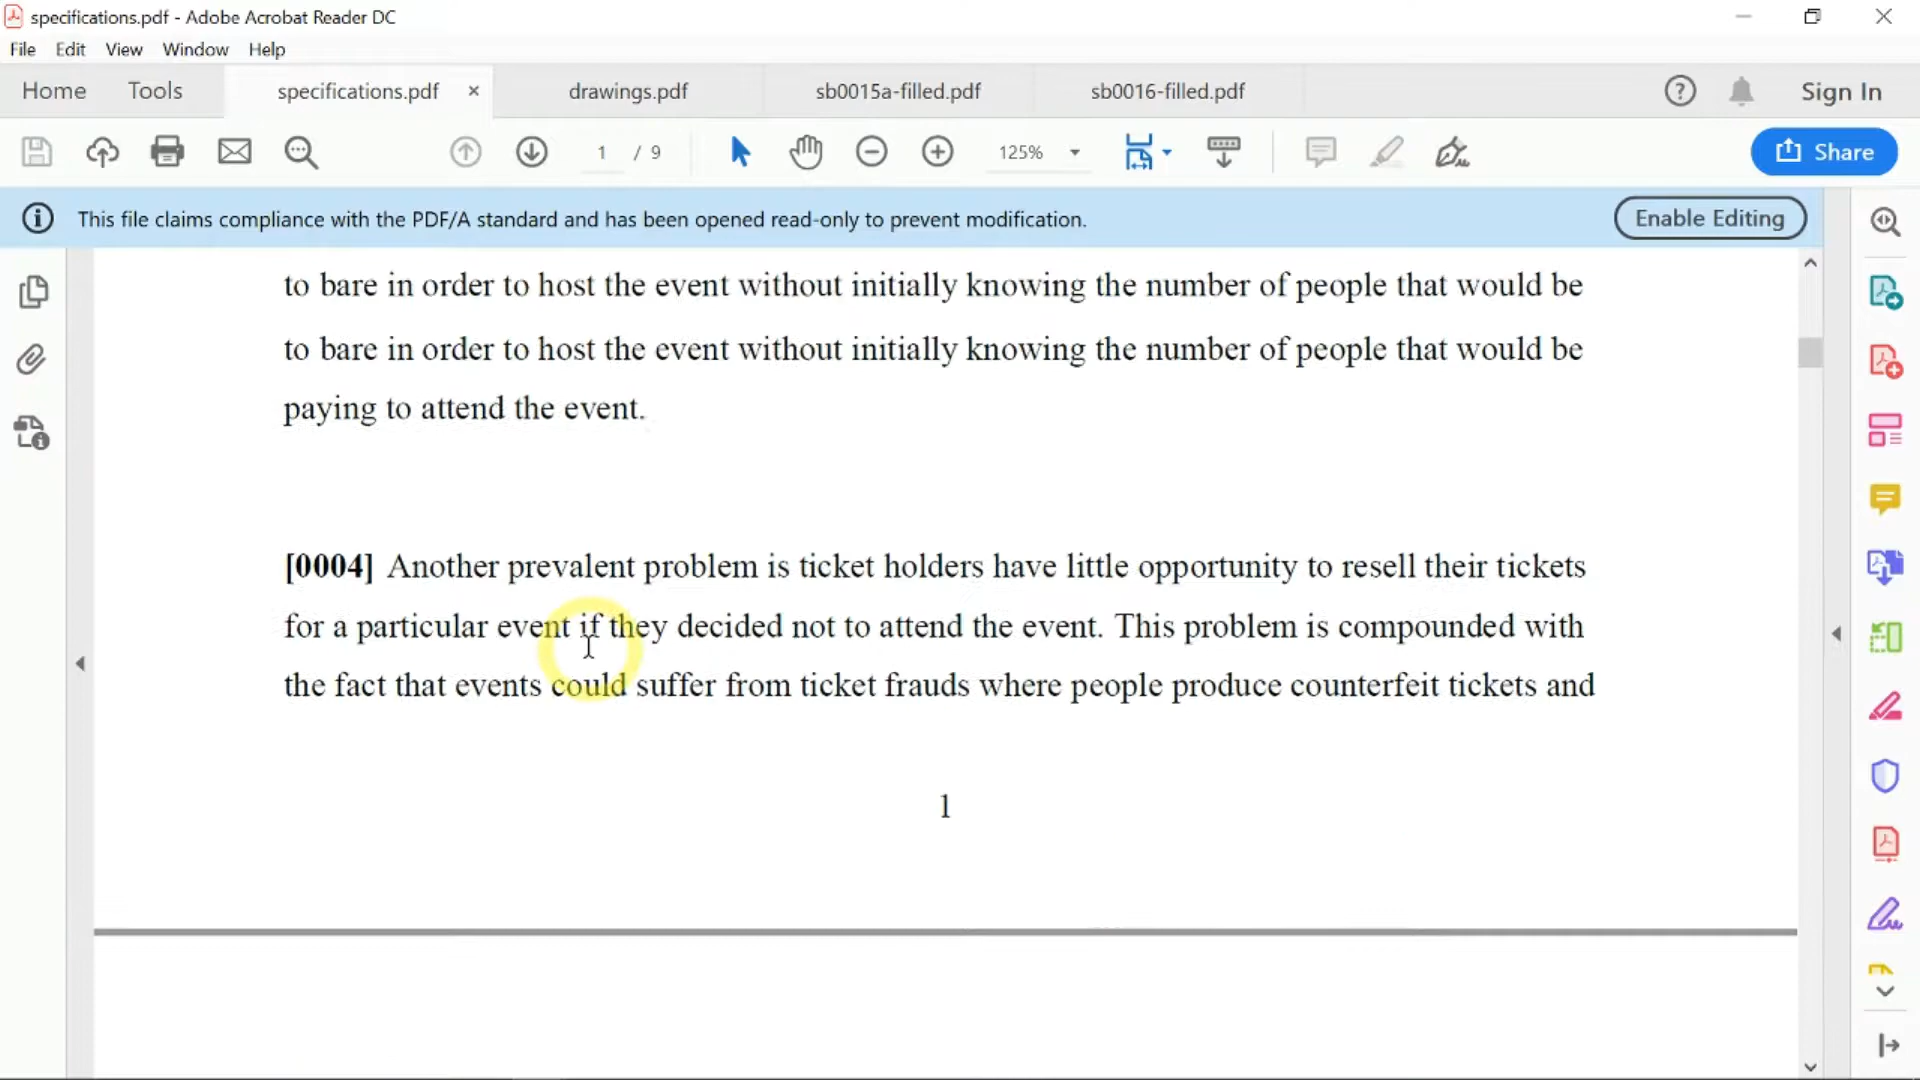 specifications.pdf - Adobe Acrobat Reader DC
File Edit View Window Help
Home Tools specifications.pdf × drawings.pdf sb0015a-filled.pdf sb0016-filled.pdf Sign In
1 / 9 125% Share
This file claims compliance with the PDF/A standard and has been opened read-only to prevent modification. Enable Editing
to bare in order to host the event without initially knowing the number of people that would be
to bare in order to host the event without initially knowing the number of people that would be
paying to attend the event.
[0004] Another prevalent problem is ticket holders have little opportunity to resell their tickets
for a particular event if they decided not to attend the event. This problem is compounded with
the fact that events could suffer from ticket frauds where people produce counterfeit tickets and
1